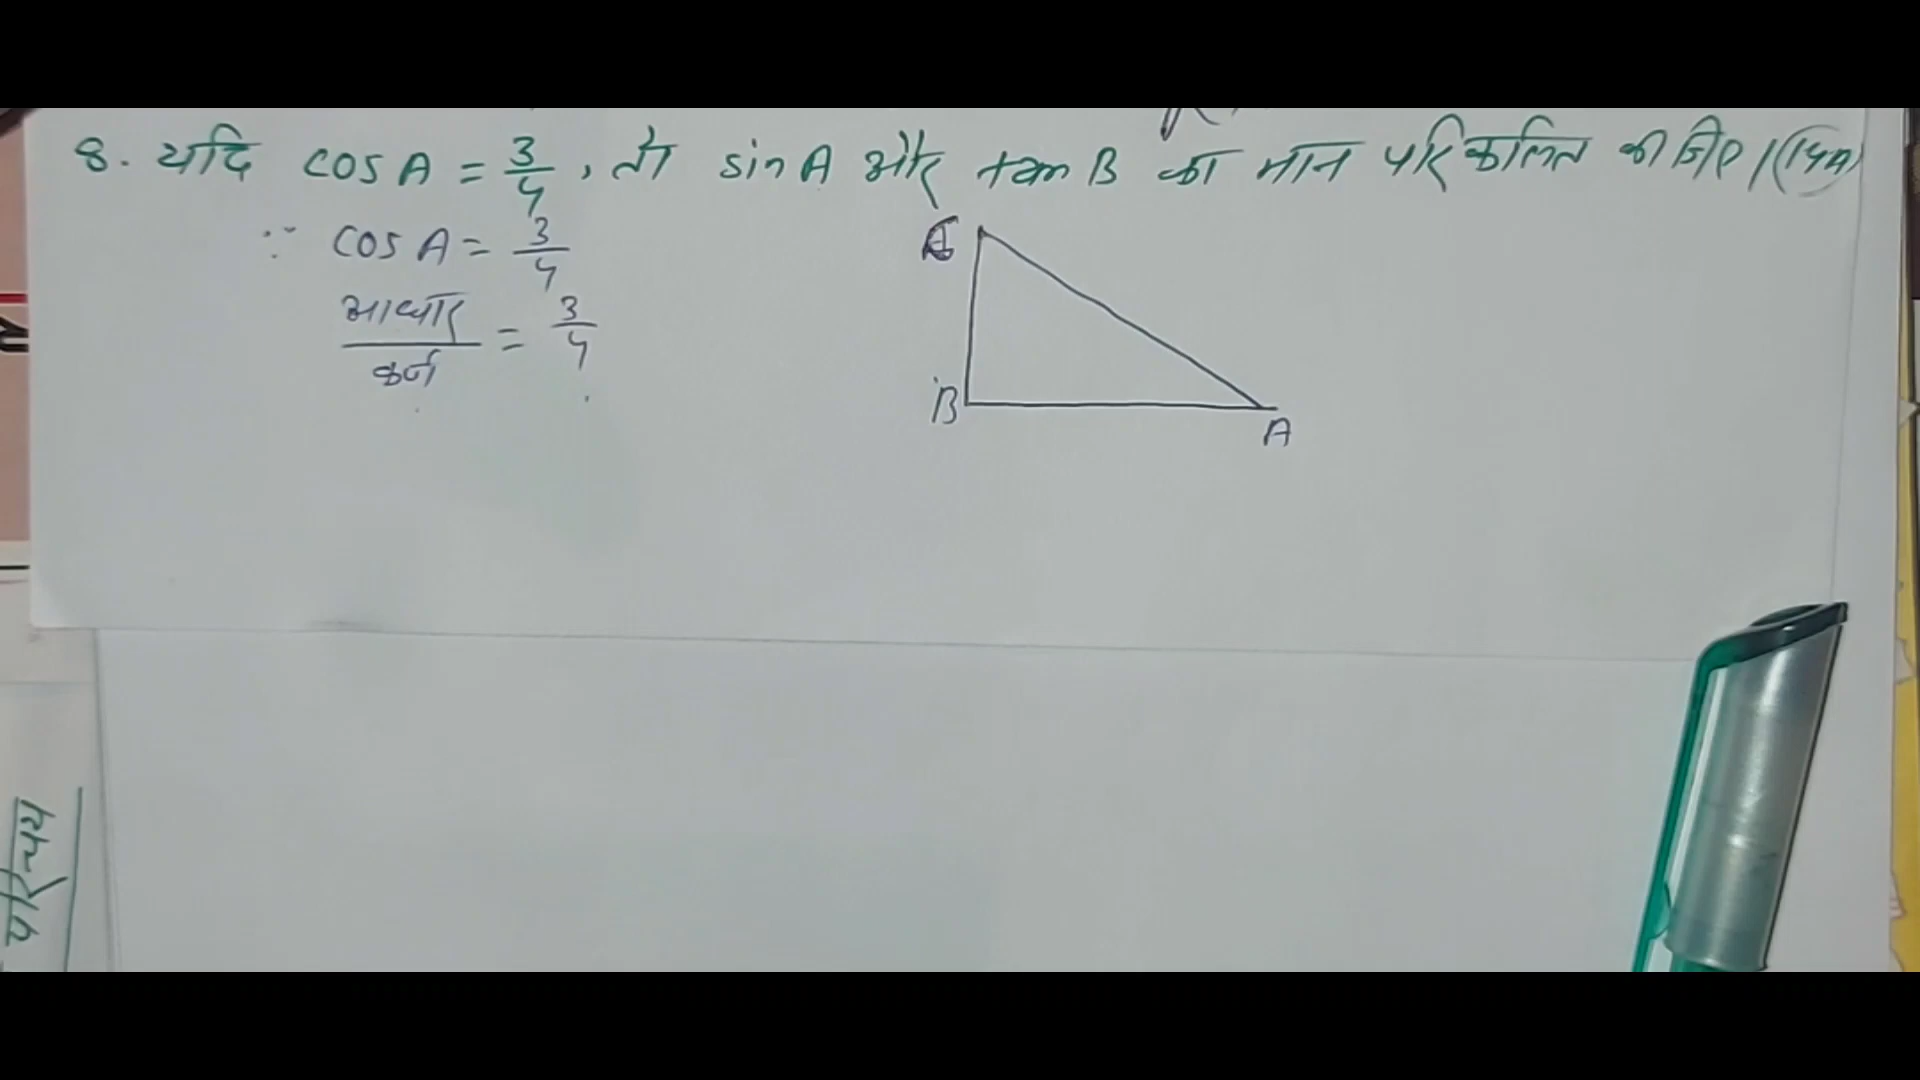 8. यदि cos A = 3/4, तो sin A और tan B का मान परिकलित कीजिए।
∵ cos A = 3/4
आधार/कर्ण = 3/4
B
A
परिचय